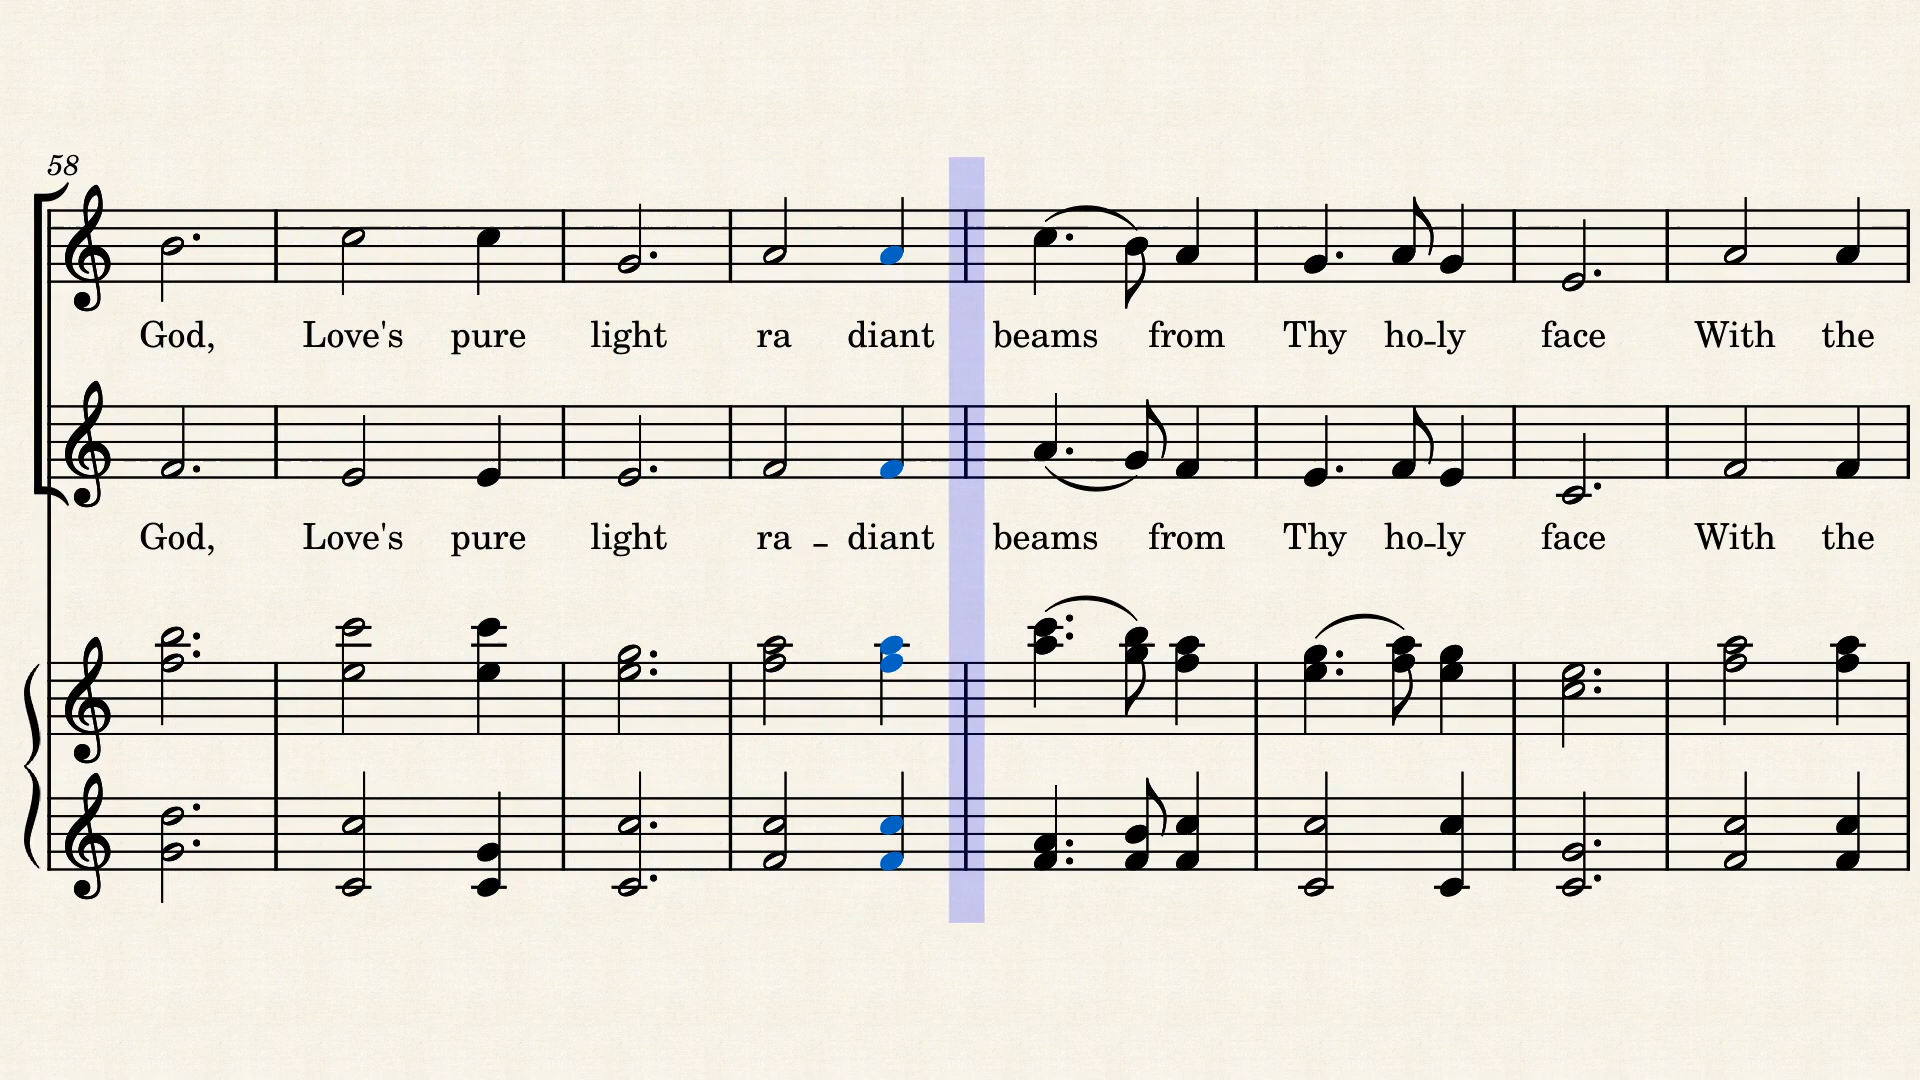 58
God, Love's pure light ra diant beams from Thy ho-ly face With the
God, Love's pure light ra - diant beams from Thy ho-ly face With the